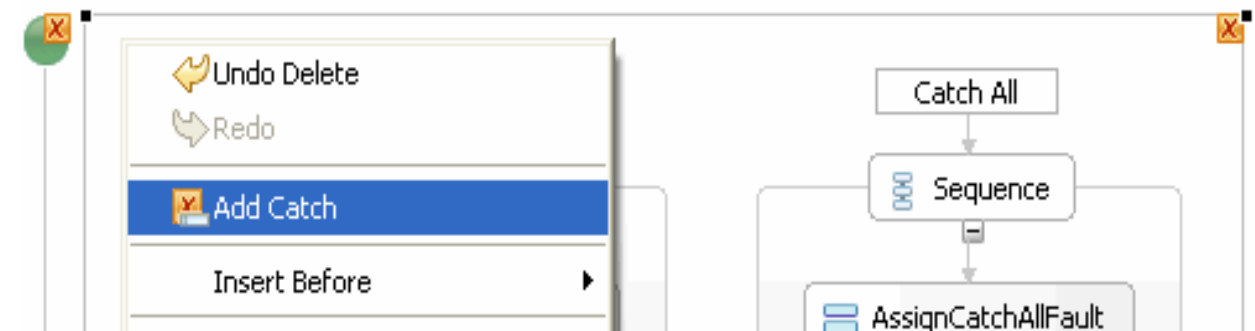 Undo Delete
Redo
Add Catch
Insert Before
Catch All
Sequence
AssignCatchAllFault